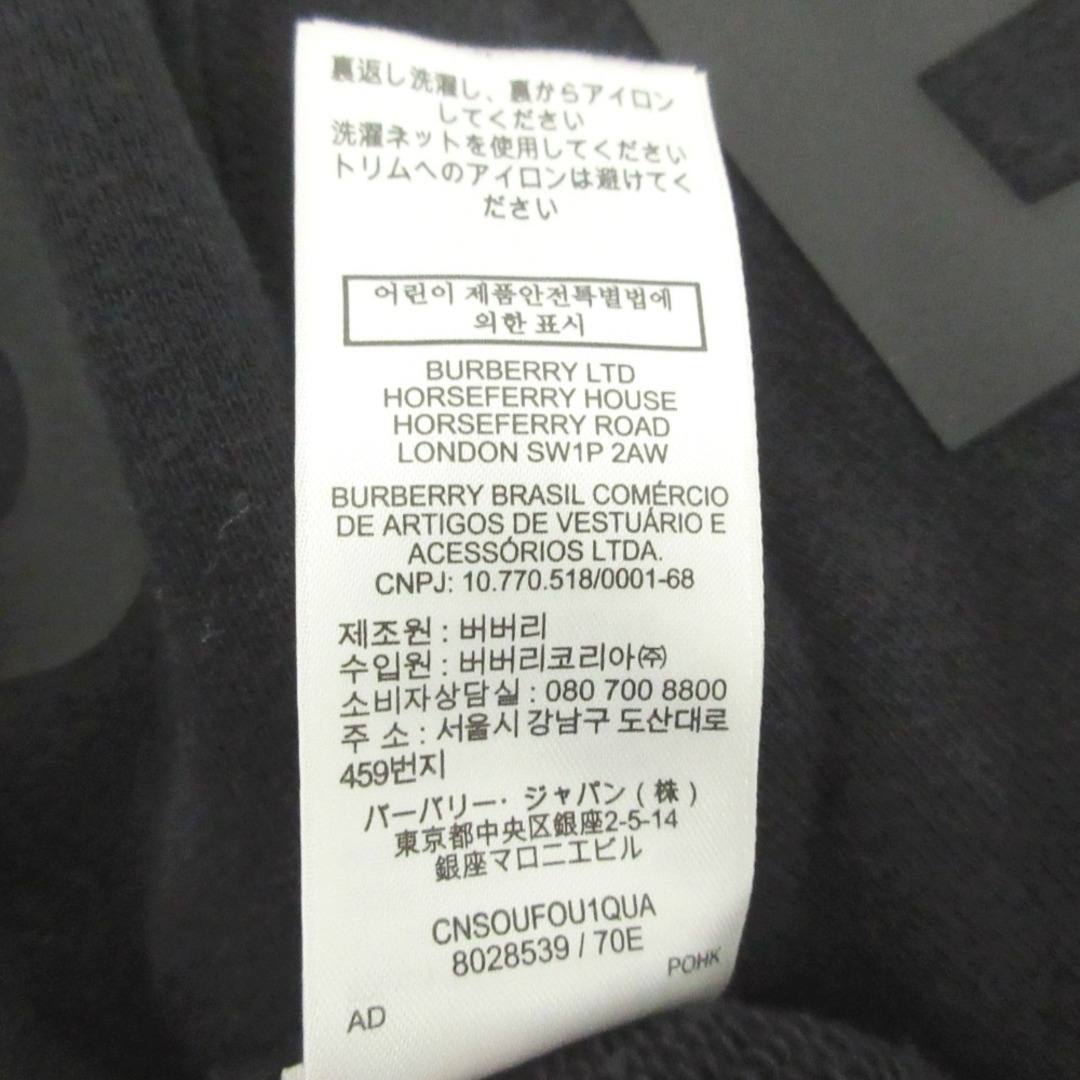 裏返し洗濯し、裏からアイロン
してください
洗濯ネットを使用してください
トリムへのアイロンは避けてく
ださい
어린이 제품안전특별법에
의한 표시
BURBERRY LTD
HORSEFERRY HOUSE
HORSEFERRY ROAD
LONDON SW1P 2AW
BURBERRY BRASIL COMÉRCIO
DE ARTIGOS DE VESTUÁRIO E
ACESSÓRIOS LTDA.
CNPJ: 10.770.518/0001-68
제조원 : 버버리
수입원 : 버버리코리아㈜
소비자상담실 : 080 700 8800
주 소 : 서울시 강남구 도산대로
459번지
バーバリー・ジャパン ( 株 )
東京都中央区銀座2-5-14
銀座マロニエビル
CNSOUFOU1QUA
8028539 / 70E
POHK
AD